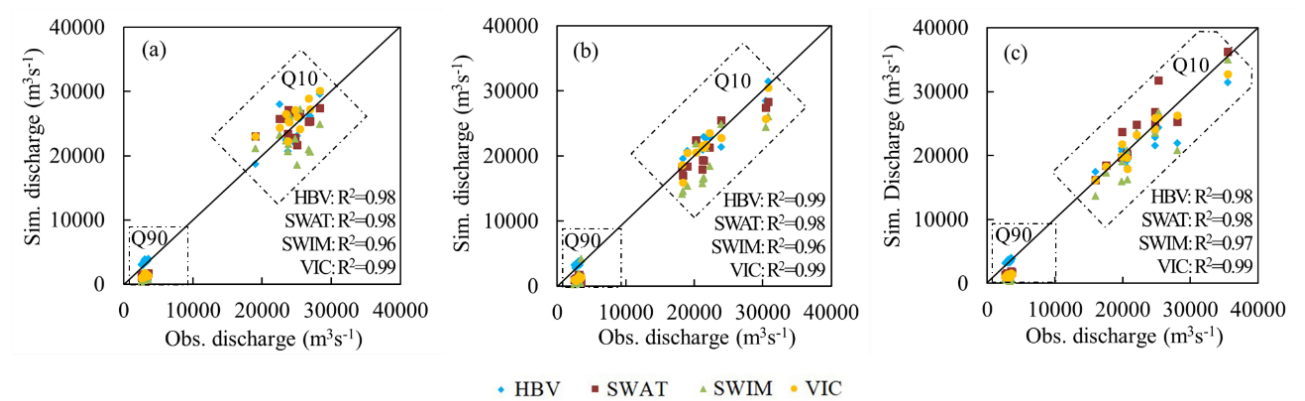 (a)
Q10
Q90
HBV: R²=0.98
SWAT: R²=0.98
SWIM: R²=0.96
VIC: R²=0.99
Sim. discharge (m³s⁻¹)
40000
30000
20000
10000
0
0 10000 20000 30000 40000
Obs. discharge (m³s⁻¹)
(b)
Q10
Q90
HBV: R²=0.99
SWAT: R²=0.98
SWIM: R²=0.96
VIC: R²=0.99
Sim. discharge (m³s⁻¹)
40000
30000
20000
10000
0
0 10000 20000 30000 40000
Obs. discharge (m³s⁻¹)
(c)
Q10
Q90
HBV: R²=0.98
SWAT: R²=0.98
SWIM: R²=0.97
VIC: R²=0.99
Sim. Discharge (m³s⁻¹)
40000
30000
20000
10000
0
0 10000 20000 30000 40000
Obs. discharge (m³s⁻¹)
HBV SWAT SWIM VIC